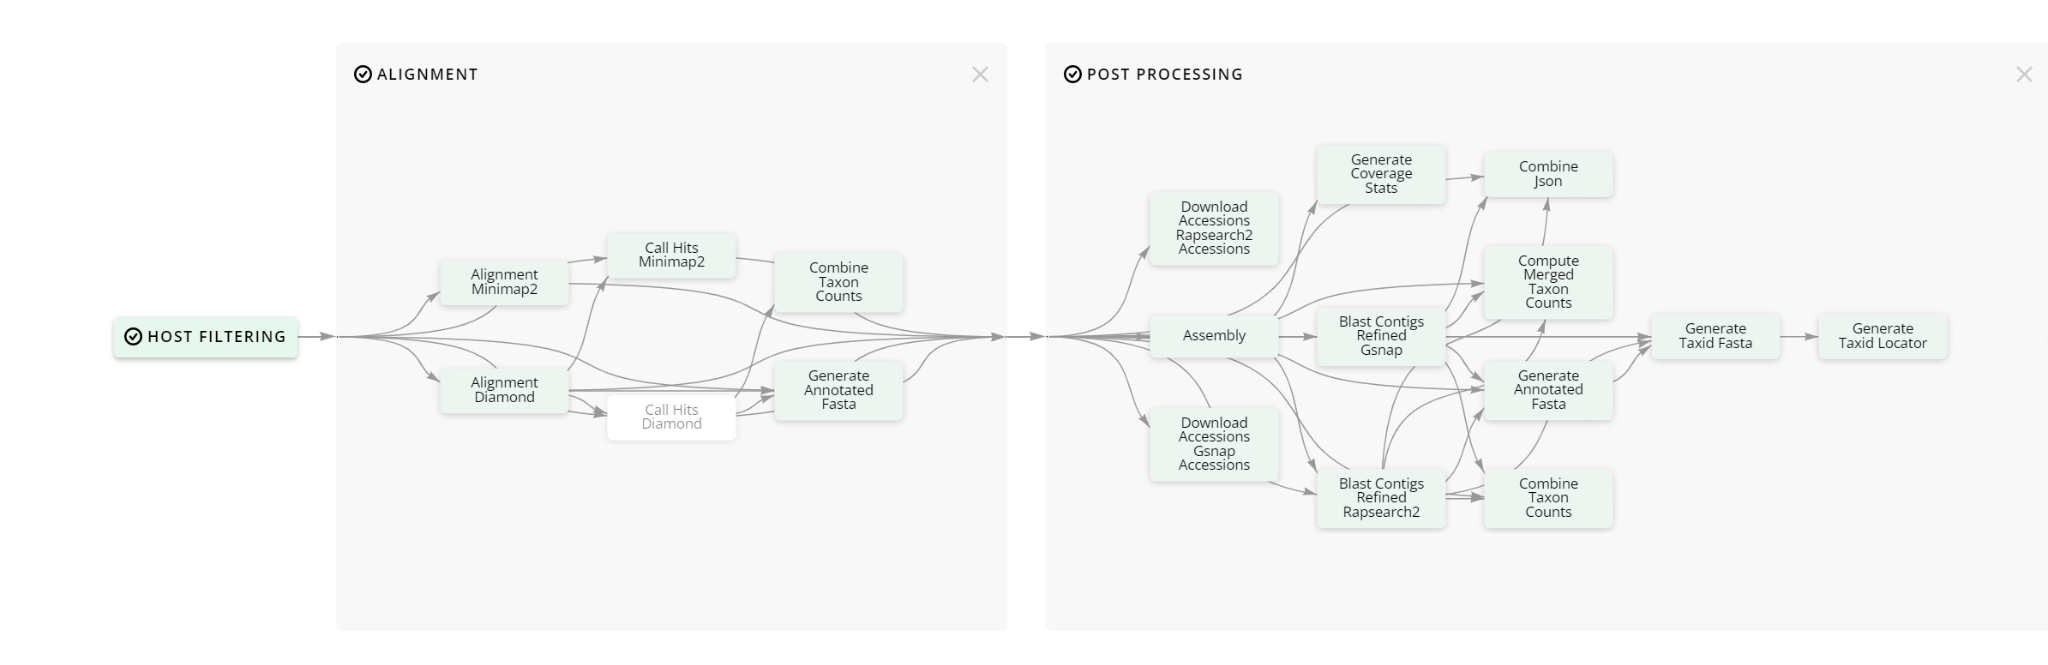 HOST FILTERING
ALIGNMENT
Alignment
Minimap2
Alignment
Diamond
Call Hits
Minimap2
Call Hits
Diamond
Combine
Taxon
Counts
Generate
Annotated
Fasta
POST PROCESSING
Download
Accessions
Rapsearch2
Accessions
Assembly
Download
Accessions
Gsnap
Accessions
Generate
Coverage
Stats
Blast Contigs
Refined
Gsnap
Blast Contigs
Refined
Rapsearch2
Combine
Json
Compute
Merged
Taxon
Counts
Generate
Annotated
Fasta
Combine
Taxon
Counts
Generate
Taxid Fasta
Generate
Taxid Locator